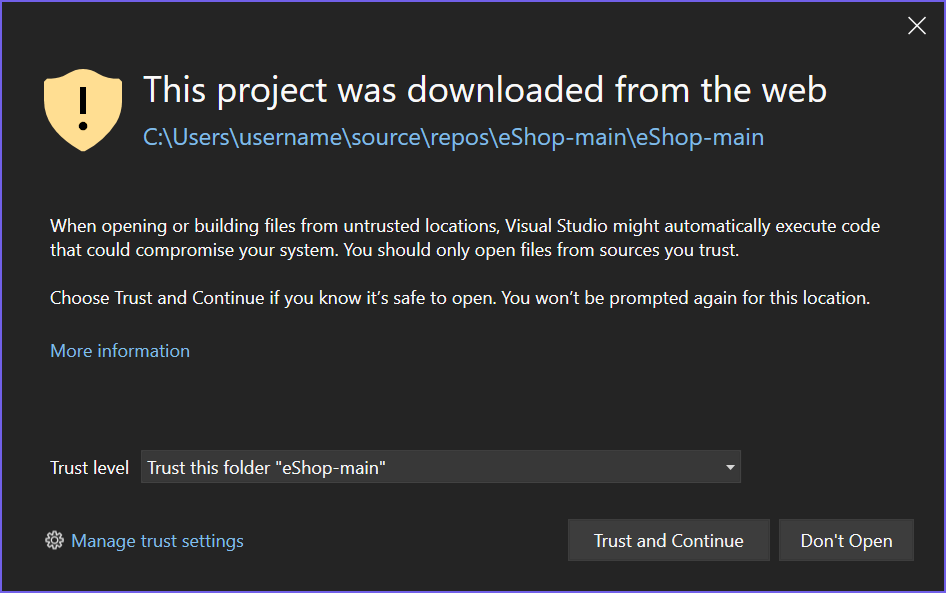 This project was downloaded from the web
C:\Users\username\source\repos\eShop-main\eShop-main
When opening or building files from untrusted locations, Visual Studio might automatically execute code
that could compromise your system. You should only open files from sources you trust.
Choose Trust and Continue if you know it’s safe to open. You won’t be prompted again for this location.
More information
Trust level Trust this folder "eShop-main"
Manage trust settings Trust and Continue Don't Open